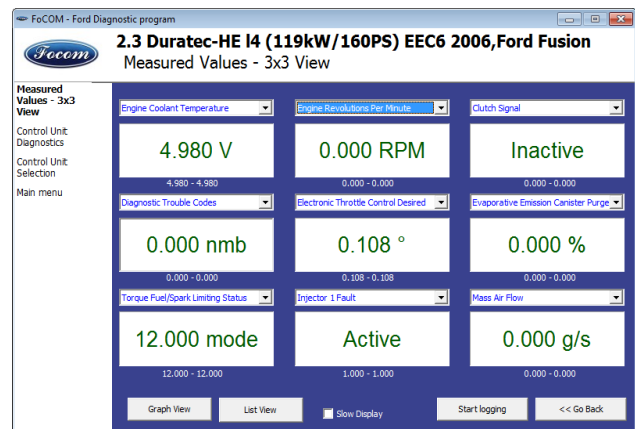 FoCOM - Ford Diagnostic program
Focom
2.3 Duratec-HE I4 (119kW/160PS) EEC6 2006,Ford Fusion
Measured Values - 3x3 View
Measured
Values - 3x3
View
Control Unit
Diagnostics
Control Unit
Selection
Main menu
Engine Coolant Temperature
Engine Revolutions Per Minute
Clutch Signal
4.980 V
0.000 RPM
Inactive
4.980 - 4.980
0.000 - 0.000
0.000 - 0.000
Diagnostic Trouble Codes
Electronic Throttle Control Desired
Evaporative Emission Canister Purge
0.000 nmb
0.108 °
0.000 %
0.000 - 0.000
0.108 - 0.108
0.000 - 0.000
Torque Fuel/Spark Limiting Status
Injector 1 Fault
Mass Air Flow
12.000 mode
Active
0.000 g/s
12.000 - 12.000
1.000 - 1.000
0.000 - 0.000
Graph View
List View
Slow Display
Start logging
<< Go Back